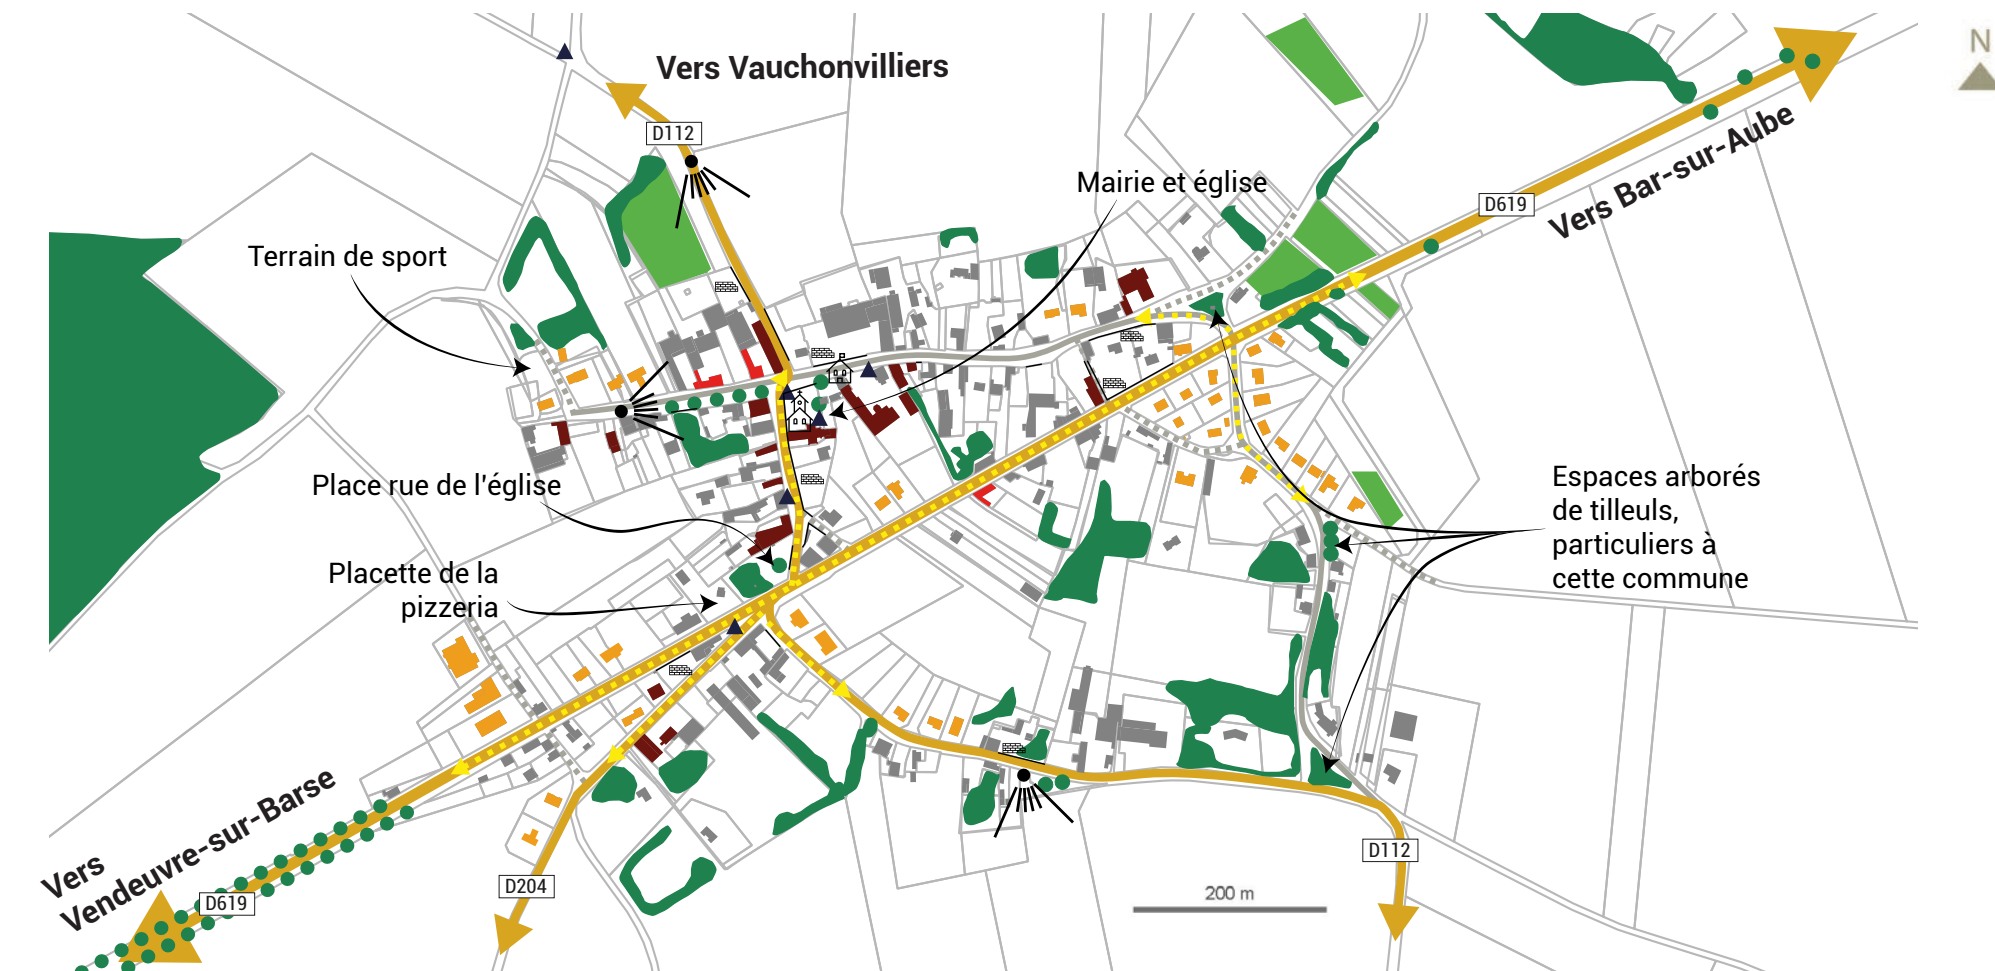 N
Vers Vauchonvilliers
D112
Vers Bar-sur-Aube
Mairie et église
D619
Terrain de sport
Place rue de l'église
Espaces arborés
de tilleuls,
particuliers à
cette commune
Placette de la
pizzeria
Vers
Vendeuvre-sur-Barse
D619
D204
D112
200 m